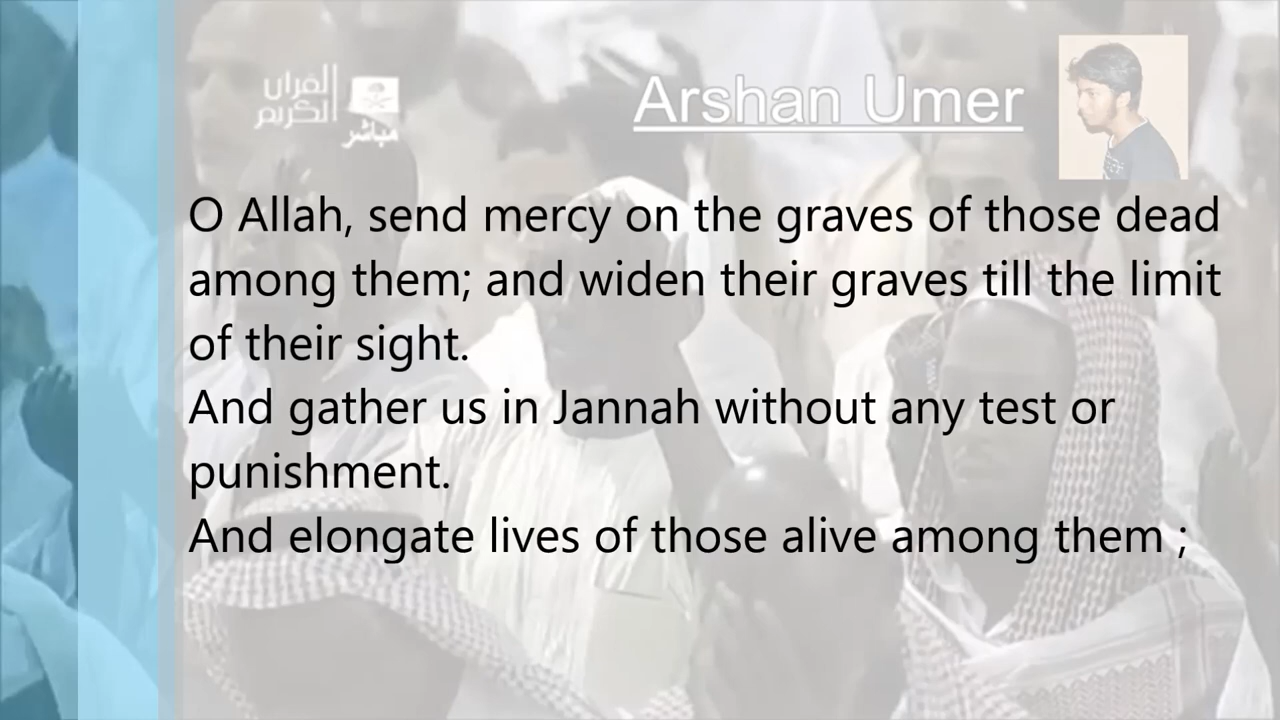 القرآن
الكريم
مباشر
Arshan Umer
O Allah, send mercy on the graves of those dead
among them; and widen their graves till the limit
of their sight.
And gather us in Jannah without any test or
punishment.
And elongate lives of those alive among them ;